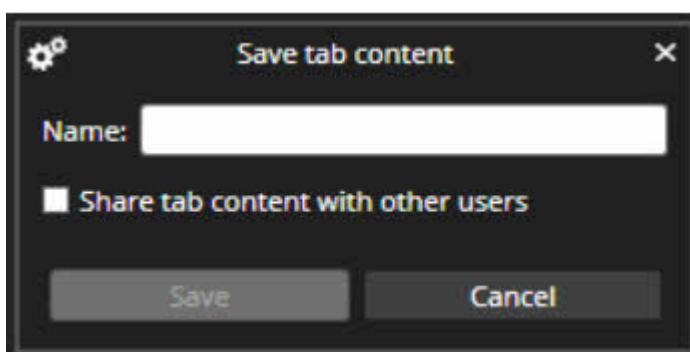 Save tab content
Name:
Share tab content with other users
Save Cancel